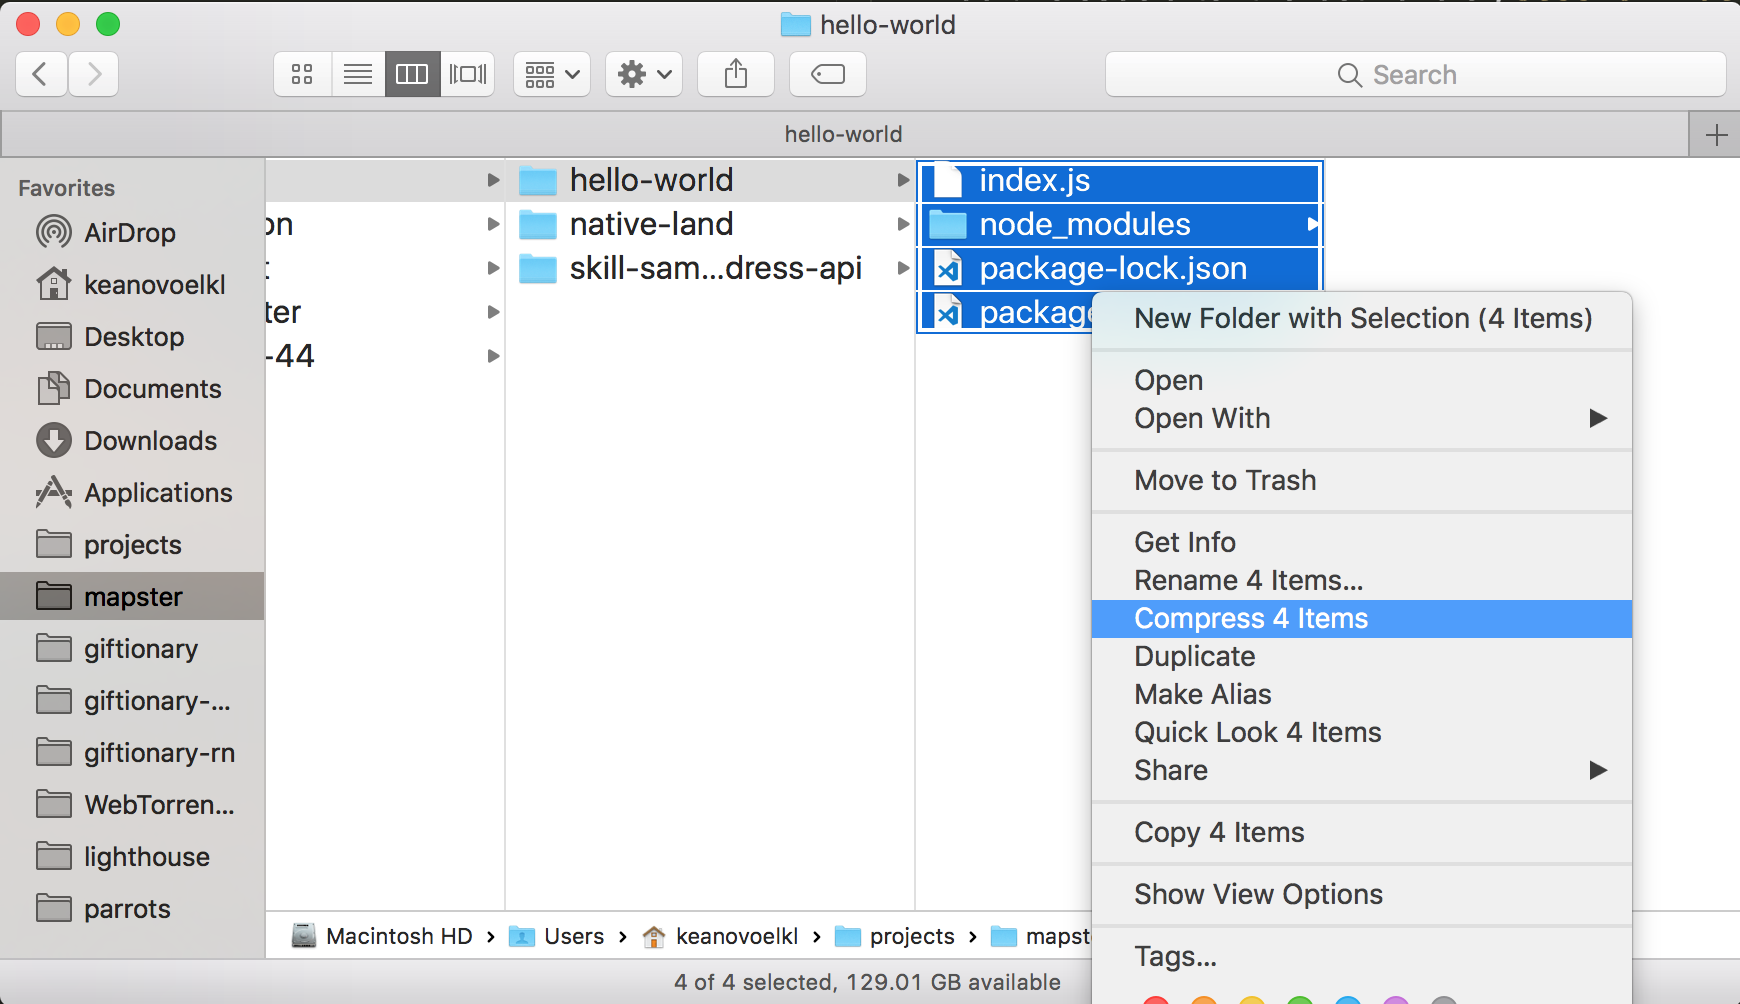 hello-world
Search
hello-world
Favorites
AirDrop
keanovoelkl
Desktop
Documents
Downloads
Applications
projects
mapster
giftionary
giftionary-...
giftionary-rn
WebTorren...
lighthouse
parrots
on
ter
-44
hello-world
native-land
skill-sam...dress-api
index.js
node_modules
package-lock.json
package
New Folder with Selection (4 Items)
Open
Open With
Move to Trash
Get Info
Rename 4 Items...
Compress 4 Items
Duplicate
Make Alias
Quick Look 4 Items
Share
Copy 4 Items
Show View Options
Tags...
Macintosh HD › Users › keanovoelkl › projects › mapst
4 of 4 selected, 129.01 GB available